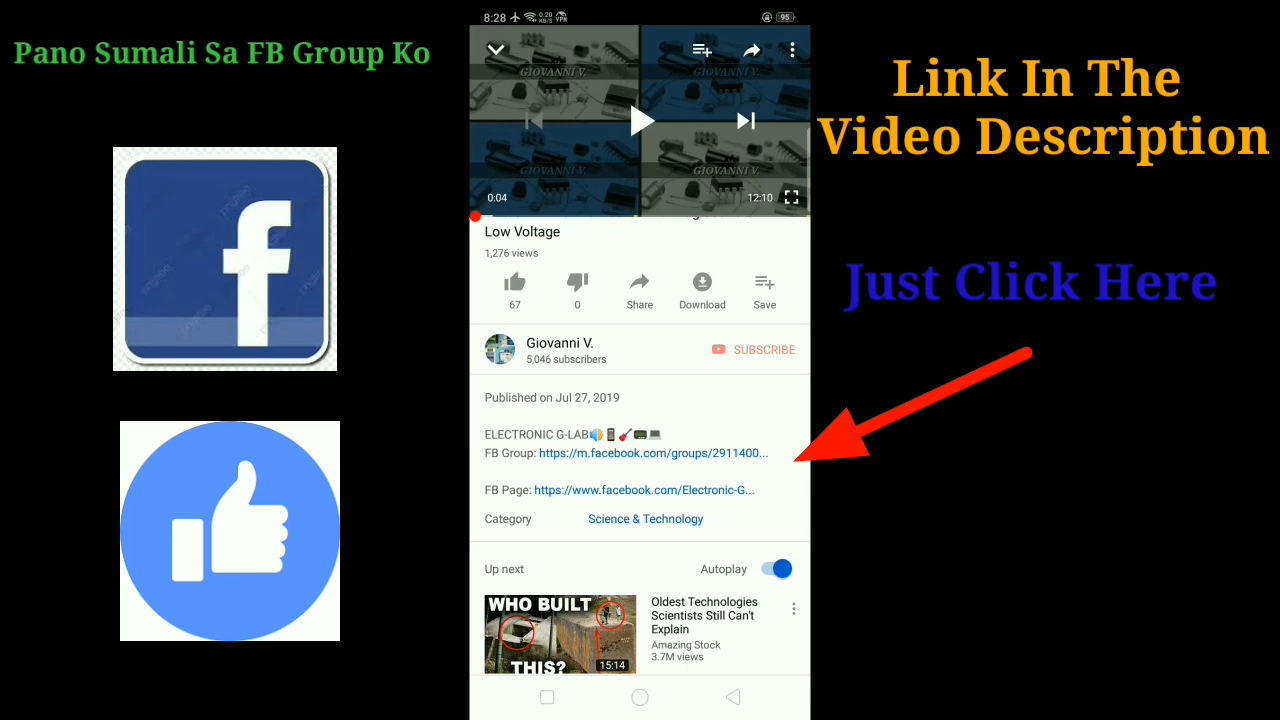 Pano Sumali Sa FB Group Ko
8:28
0.20
KB/S
VPN
95
GIOVANNI V.
GIOVANNI V.
GIOVANNI V.
GIOVANNI V.
0:04
12:10
Low Voltage
1,276 views
67
0
Share
Download
Save
Giovanni V.
5,046 subscribers
SUBSCRIBE
Published on Jul 27, 2019
ELECTRONIC G-LAB
FB Group: https://m.facebook.com/groups/2911400...
FB Page: https://www.facebook.com/Electronic-G...
Category
Science & Technology
Up next
Autoplay
WHO BUILT
THIS?
15:14
Oldest Technologies
Scientists Still Can't
Explain
Amazing Stock
3.7M views
Link In The
Video Description
Just Click Here